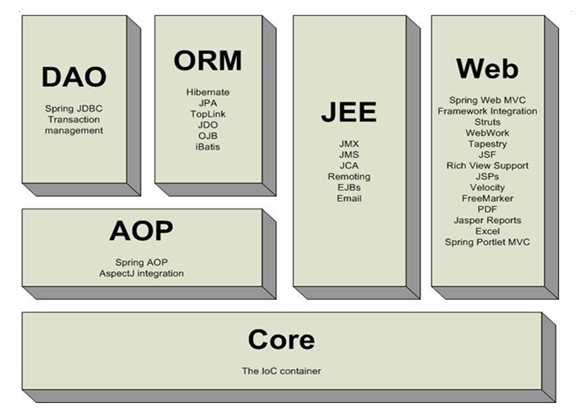 DAO
Spring JDBC
Transaction
management
ORM
Hibernate
JPA
TopLink
JDO
OJB
iBatis
JEE
JMX
JMS
JCA
Remoting
EJBs
Email
Web
Spring Web MVC
Framework Integration
Struts
WebWork
Tapestry
JSF
Rich View Support
JSPs
Velocity
FreeMarker
PDF
Jasper Reports
Excel
Spring Portlet MVC
AOP
Spring AOP
AspectJ integration
Core
The IoC container